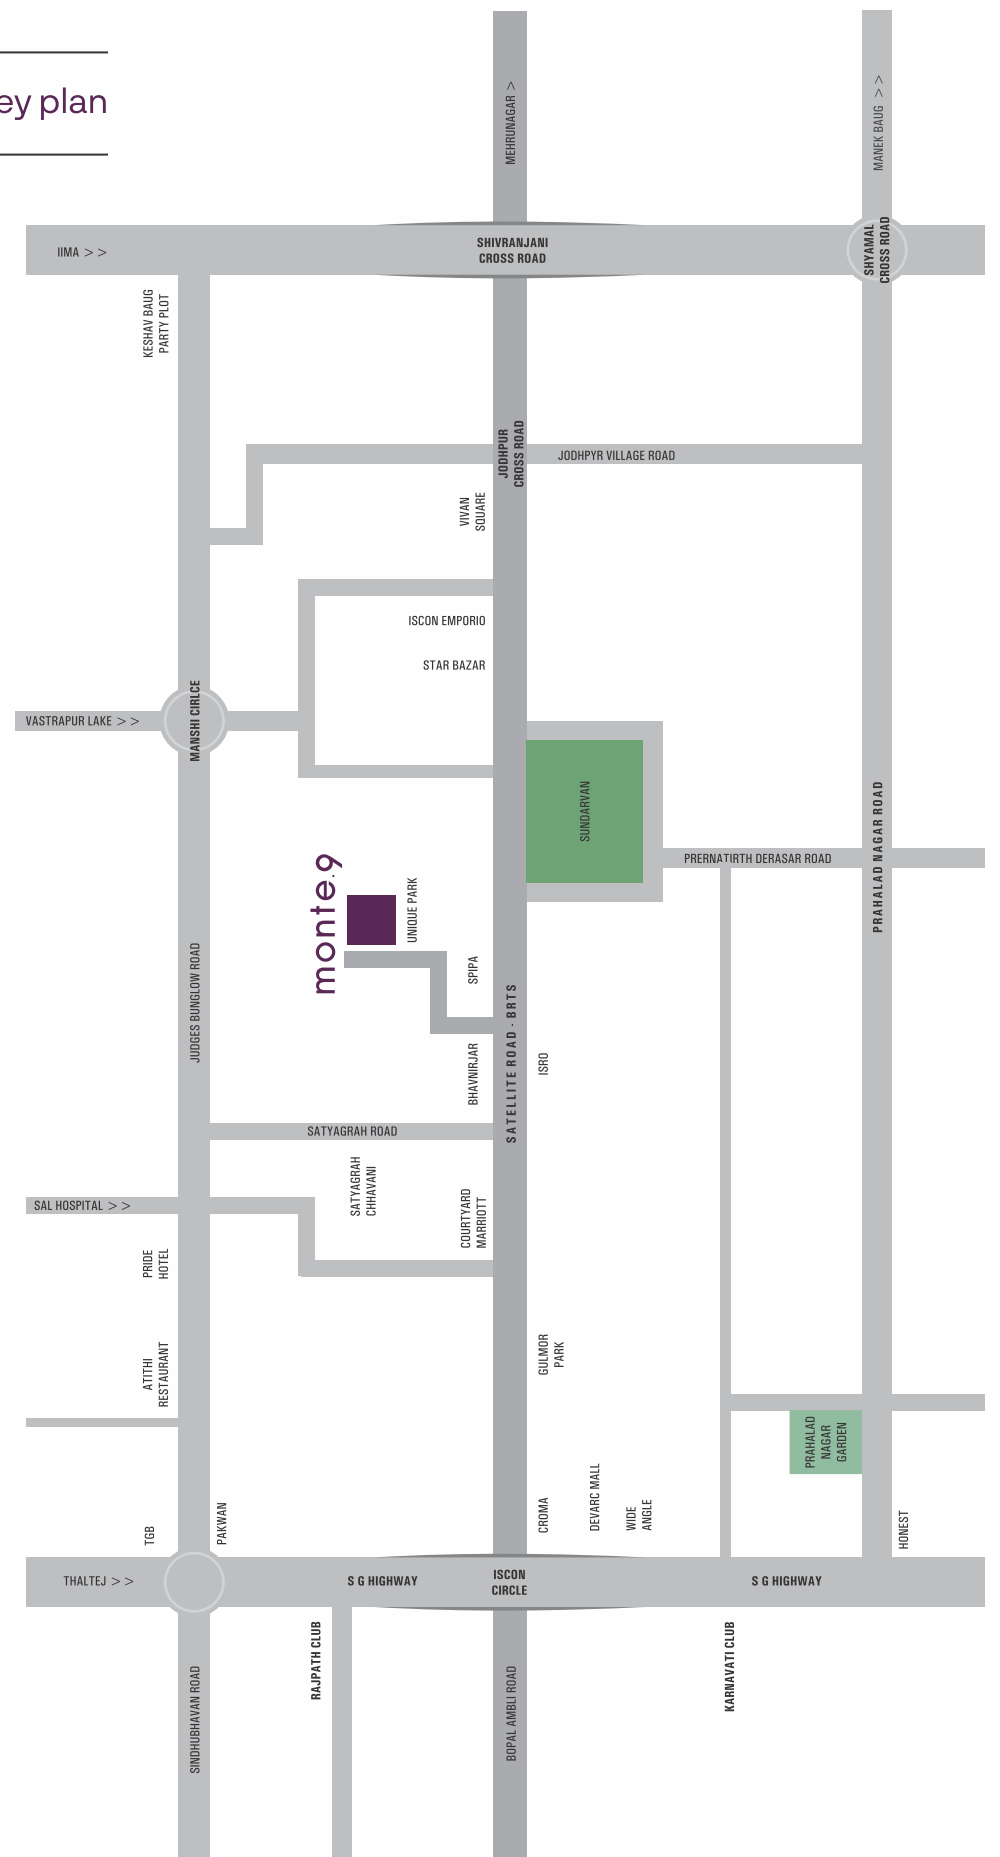 ey plan
MEHRUNAGAR >
MANEK BAUG >>
IIMA >>
SHIVRANJANI
CROSS ROAD
SHYAMAL
CROSS ROAD
KESHAV BAUG
PARTY PLOT
JODHPUR
CROSS ROAD
JODHPYR VILLAGE ROAD
VIVAN
SQUARE
ISCON EMPORIO
STAR BAZAR
VASTRAPUR LAKE >>
MANSHI CIRLCE
SUNDARVAN
PRERNATIRTH DERASAR ROAD
PRAHALAD NAGAR ROAD
monte.9
UNIQUE PARK
JUDGES BUNGLOW ROAD
SPIPA
SATELLITE ROAD - BRTS
BHAVNIRJAR
ISRO
SATYAGRAH ROAD
SATYAGRAH
CHHAVANI
COURTYARD
MARRIOTT
SAL HOSPITAL >>
PRIDE
HOTEL
ATITHI
RESTAURANT
GULMOR
PARK
PRAHALAD
NAGAR
GARDEN
TGB
PAKWAN
CROMA
DEVARC MALL
WIDE
ANGLE
HONEST
THALTEJ >>
S G HIGHWAY
ISCON
CIRCLE
S G HIGHWAY
SINDHUBHAVAN ROAD
RAJPATH CLUB
BOPAL AMBLI ROAD
KARNAVATI CLUB